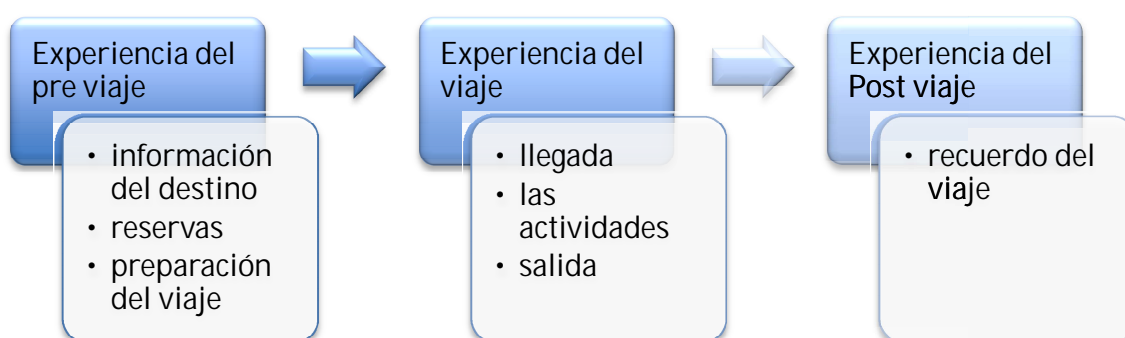 Experiencia del
pre viaje
• información
del destino
• reservas
• preparación
del viaje
Experiencia del
viaje
• llegada
• las
actividades
• salida
Experiencia del
Post viaje
• recuerdo del
viaje